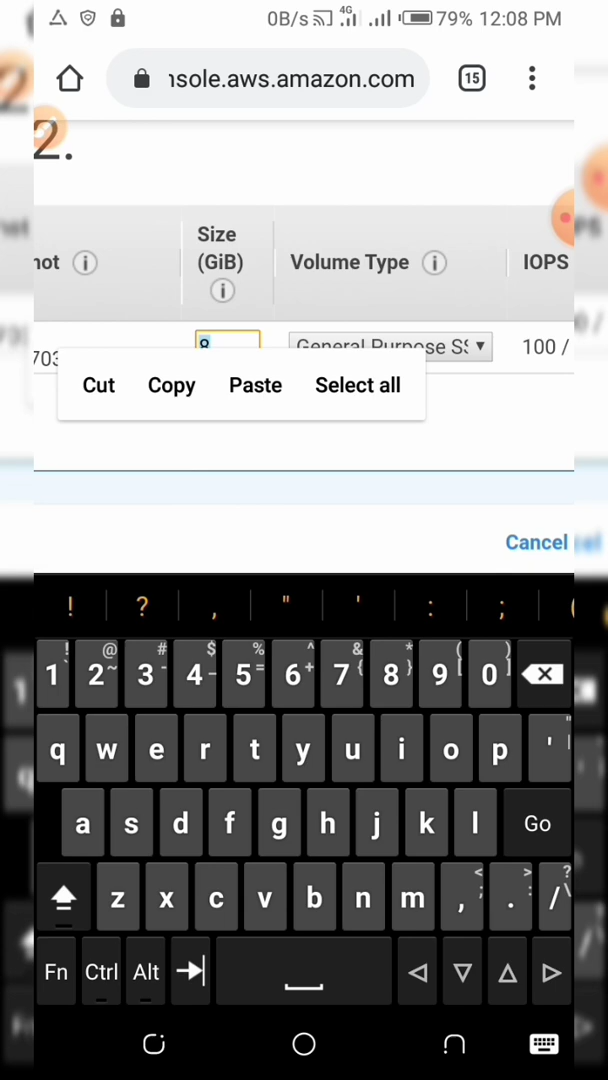 0B/s 4G 79% 12:08 PM
nsole.aws.amazon.com 15
2.
not Size (GiB) Volume Type IOPS
703 8 General Purpose SS 100 /
Cut Copy Paste Select all
Cancel
! ? , " ' : ; (
1 ! ` 2 @ ~ 3 # - 4 $ _ 5 % = 6 ^ + 7 & { 8 * } 9 ( [ 0 ) ]
q w e r t y u i o p ' " |
a s d f g h j k l Go
z x c v b n m , < ; . > : / ? \
Fn Ctrl Alt